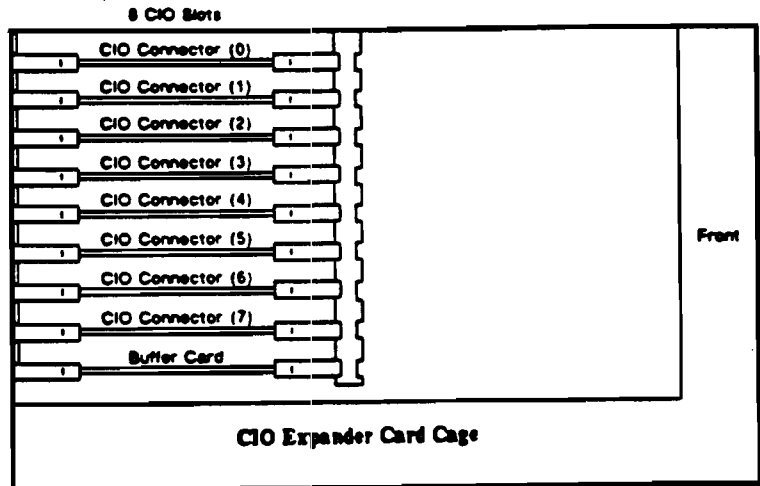 8 CIO Slots
CIO Connector (0)
CIO Connector (1)
CIO Connector (2)
CIO Connector (3)
CIO Connector (4)
CIO Connector (5)
CIO Connector (6)
CIO Connector (7)
Buffer Card
Front
CIO Expander Card Cage